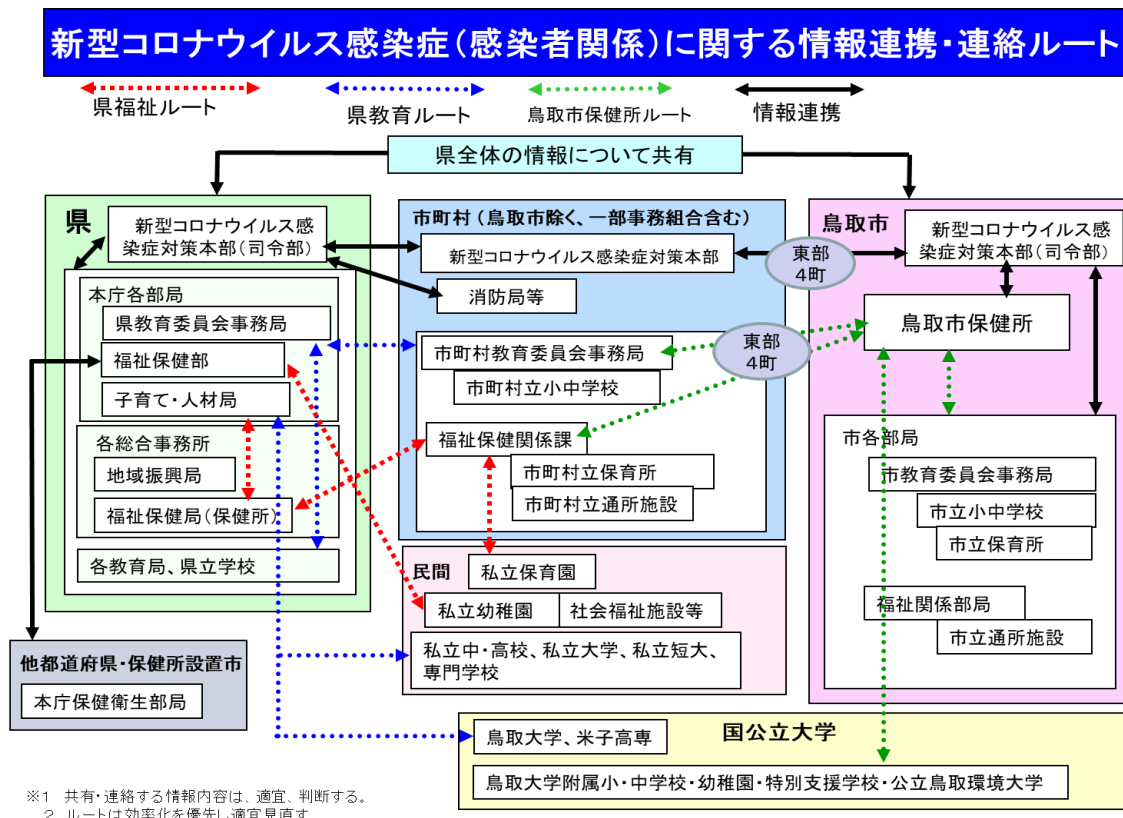 新型コロナウイルス感染症(感染者関係)に関する情報連携・連絡ルート
県福祉ルート
県教育ルート
鳥取市保健所ルート
情報連携
県全体の情報について共有
県
新型コロナウイルス感
染症対策本部(司令部)
本庁各部局
県教育委員会事務局
福祉保健部
子育て・人材局
各総合事務所
地域振興局
福祉保健局(保健所)
各教育局、県立学校
他都道府県・保健所設置市
本庁保健衛生部局
市町村(鳥取市除く、一部事務組合含む)
新型コロナウイルス感染症対策本部
消防局等
市町村教育委員会事務局
市町村立小中学校
福祉保健関係課
市町村立保育所
市町村立通所施設
東部
4町
東部
4町
民間
私立保育園
私立幼稚園
社会福祉施設等
私立中・高校、私立大学、私立短大、
専門学校
鳥取市
新型コロナウイルス感
染症対策本部(司令部)
鳥取市保健所
市各部局
市教育委員会事務局
市立小中学校
市立保育所
福祉関係部局
市立通所施設
国公立大学
鳥取大学、米子高専
鳥取大学附属小・中学校・幼稚園・特別支援学校・公立鳥取環境大学
※1 共有・連絡する情報内容は、適宜、判断する。
2 ルートは効率化を優先し適宜見直す